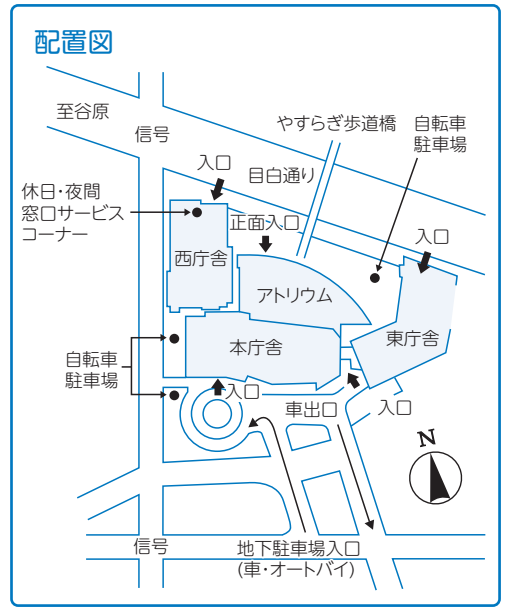 配置図
至谷原
信号
やすらぎ歩道橋
自転車
駐車場
入口
目白通り
休日・夜間
窓口サービス
コーナー
正面入口
入口
西庁舎
アトリウム
東庁舎
本庁舎
自転車
駐車場
入口
車出口
入口
N
信号
地下駐車場入口
(車・オートバイ)